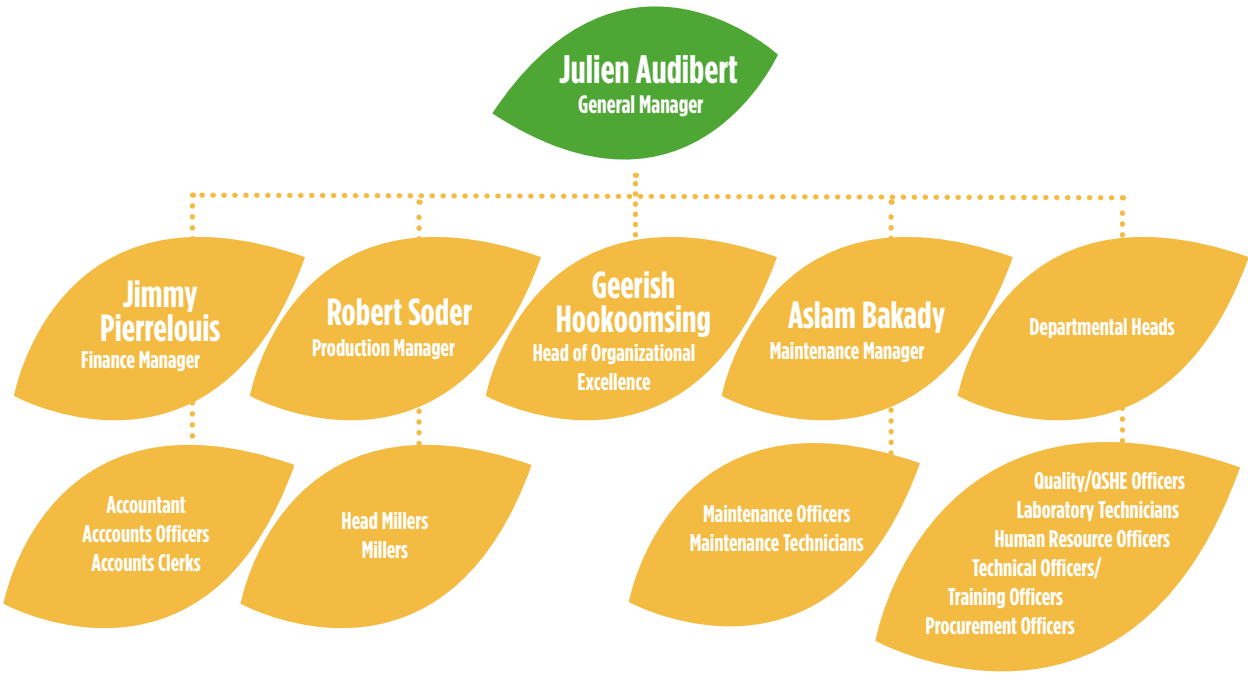 Julien Audibert
General Manager
Jimmy
Pierrelouis
Finance Manager
Robert Soder
Production Manager
Geerish
Hookoomsing
Head of Organizational
Excellence
Aslam Bakady
Maintenance Manager
Departmental Heads
Accountant
Acccounts Officers
Accounts Clerks
Head Millers
Millers
Maintenance Officers
Maintenance Technicians
Quality/QSHE Officers
Laboratory Technicians
Human Resource Officers
Technical Officers/
Training Officers
Procurement Officers